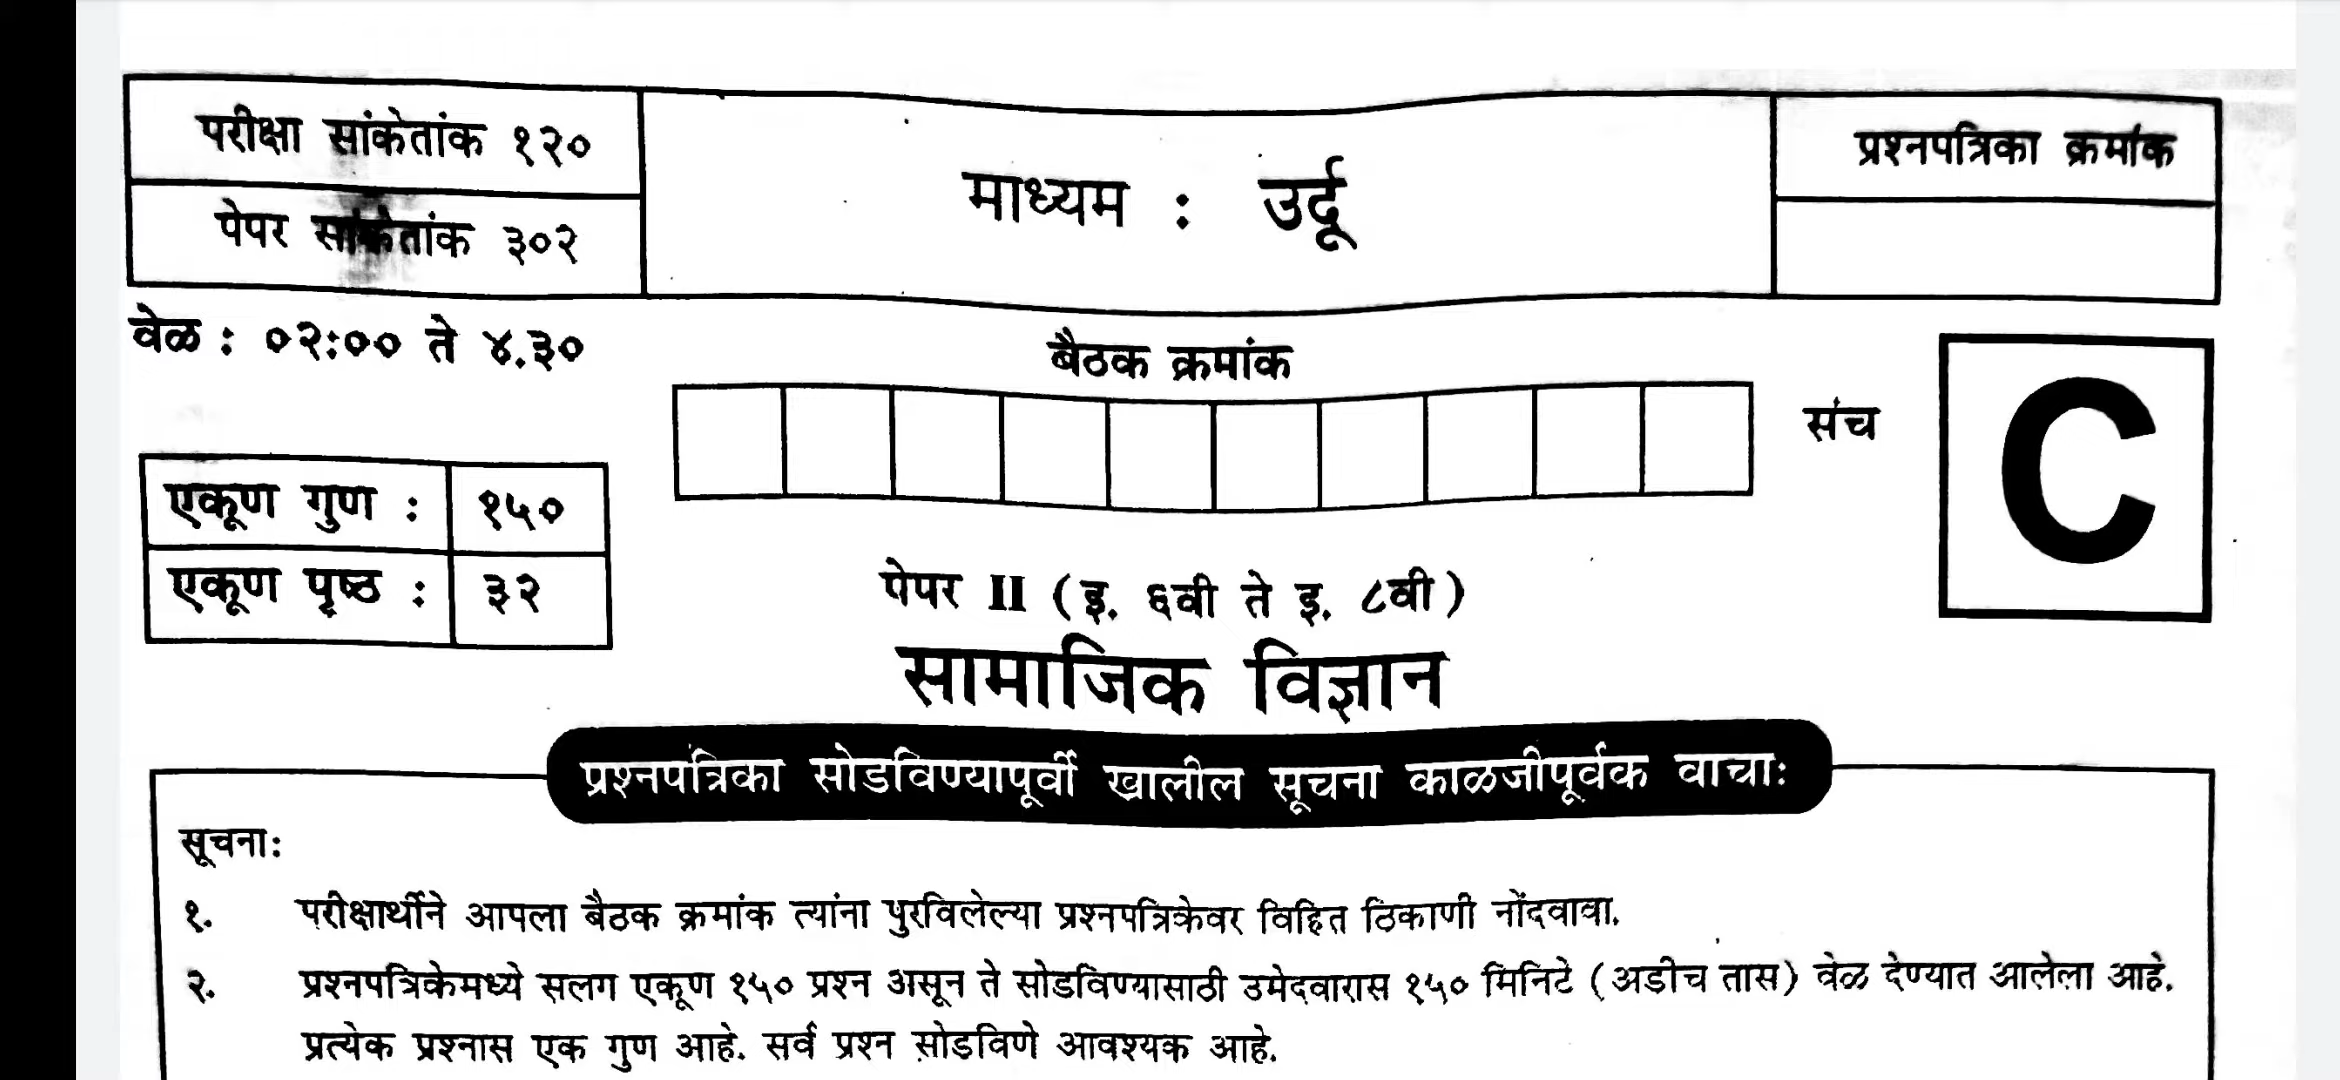 परीक्षा सांकेतांक १२०
माध्यम : उर्दू
प्रश्नपत्रिका क्रमांक
पेपर सांकेतांक ३०२
वेळ : ०२:०० ते ४.३०
बैठक क्रमांक
संच
C
एकूण गुण : १५०
एकूण पृष्ठ : ३२
पेपर II (इ. ६वी ते इ. ८वी)
सामाजिक विज्ञान
प्रश्नपत्रिका सोडविण्यापूर्वी खालील सूचना काळजीपूर्वक वाचाः
सूचनाः
१. परीक्षार्थीने आपला बैठक क्रमांक त्यांना पुरविलेल्या प्रश्नपत्रिकेवर विहित ठिकाणी नोंदवावा.
२. प्रश्नपत्रिकेमध्ये सलग एकूण १५० प्रश्न असून ते सोडविण्यासाठी उमेदवारास १५० मिनिटे (अडीच तास) वेळ देण्यात आलेला आहे.
प्रत्येक प्रश्नास एक गुण आहे. सर्व प्रश्न सोडविणे आवश्यक आहे.